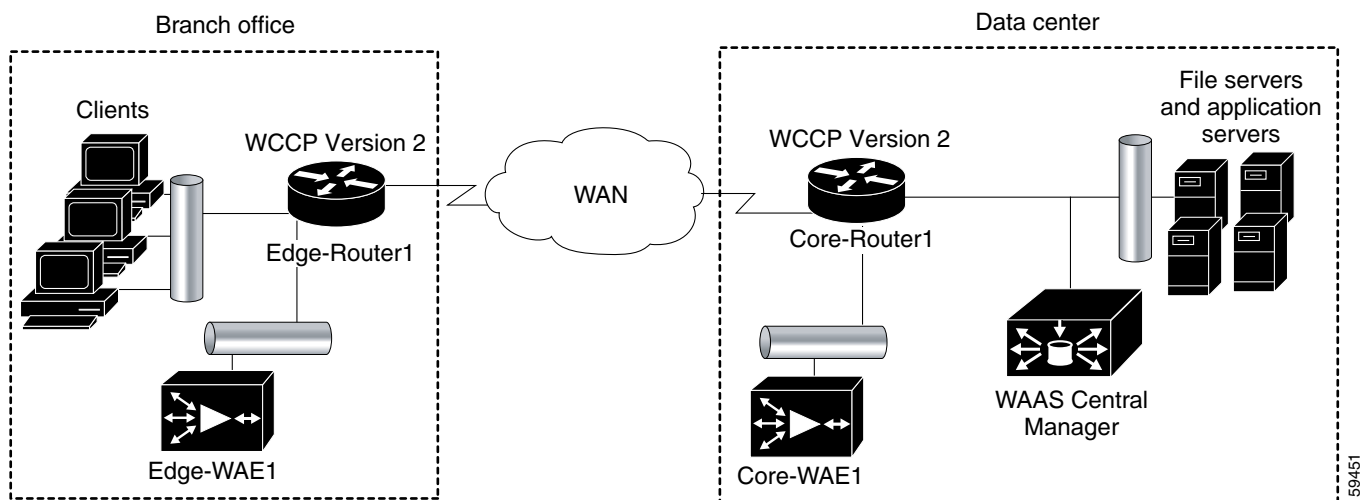 Branch office
Data center
Clients
WCCP Version 2
Edge-Router1
Edge-WAE1
WAN
WCCP Version 2
Core-Router1
Core-WAE1
File servers
and application
servers
WAAS Central
Manager
59451